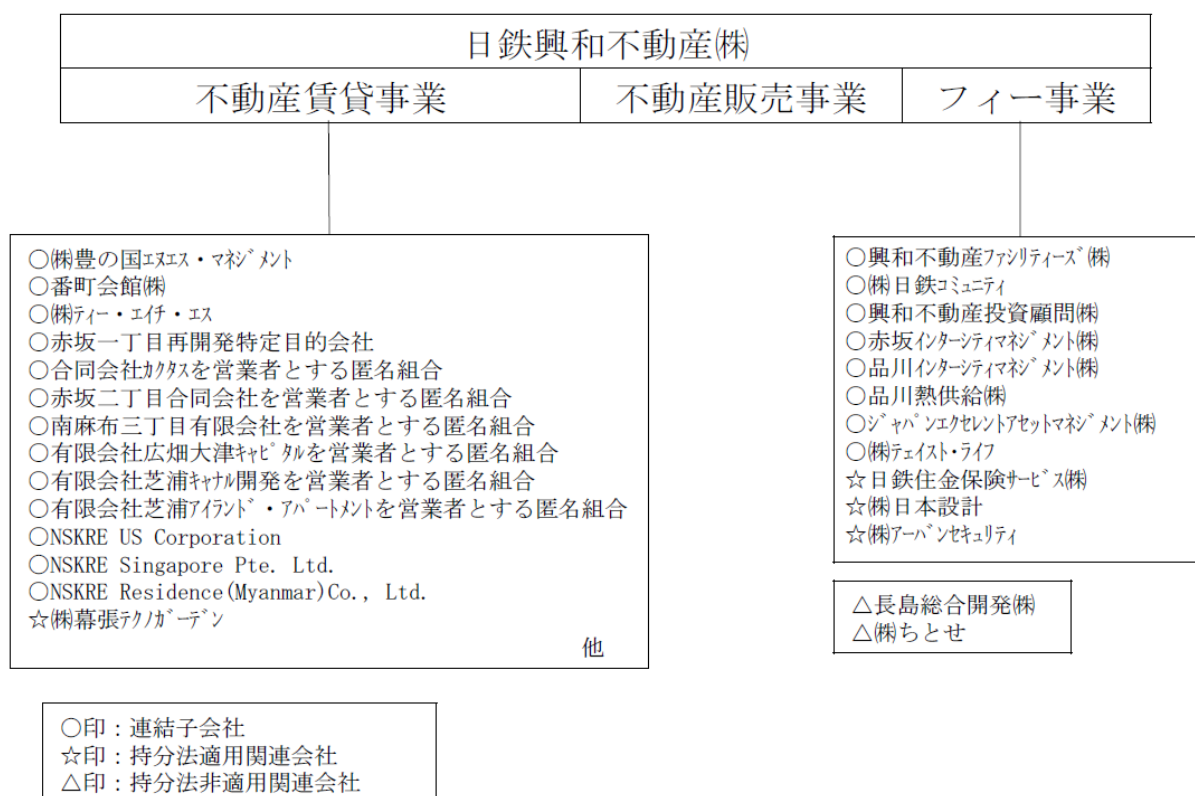 日鉄興和不動産㈱
不動産賃貸事業
不動産販売事業
フィー事業
○㈱豊の国ｴﾇｴｽ・ﾏﾈｼﾞﾒﾝﾄ
○番町会館㈱
○㈱ﾃｨｰ・ｴｲﾁ・ｴｽ
○赤坂一丁目再開発特定目的会社
○合同会社ｶｸﾀｽを営業者とする匿名組合
○赤坂二丁目合同会社を営業者とする匿名組合
○南麻布三丁目有限会社を営業者とする匿名組合
○有限会社広畑大津ｷｬﾋﾟﾀﾙを営業者とする匿名組合
○有限会社芝浦ｷｬﾅﾙ開発を営業者とする匿名組合
○有限会社芝浦ｱｲﾗﾝﾄﾞ・ｱﾊﾟｰﾄﾒﾝﾄを営業者とする匿名組合
○NSKRE US Corporation
○NSKRE Singapore Pte. Ltd.
○NSKRE Residence(Myanmar)Co., Ltd.
☆㈱幕張ﾃｸﾉｶﾞｰﾃﾞﾝ
他
○興和不動産ﾌｧｼﾘﾃｨｰｽﾞ㈱
○㈱日鉄ｺﾐｭﾆﾃｨ
○興和不動産投資顧問㈱
○赤坂ｲﾝﾀｰｼﾃｨﾏﾈｼﾞﾒﾝﾄ㈱
○品川ｲﾝﾀｰｼﾃｨﾏﾈｼﾞﾒﾝﾄ㈱
○品川熱供給㈱
○ｼﾞｬﾊﾟﾝｴｸｾﾚﾝﾄｱｾｯﾄﾏﾈｼﾞﾒﾝﾄ㈱
○㈱ﾃｪｲｽﾄ・ﾗｲﾌ
☆日鉄住金保険ｻｰﾋﾞｽ㈱
☆㈱日本設計
☆㈱ｱｰﾊﾞﾝｾｷｭﾘﾃｨ
△長島総合開発㈱
△㈱ちとせ
○印：連結子会社
☆印：持分法適用関連会社
△印：持分法非適用関連会社